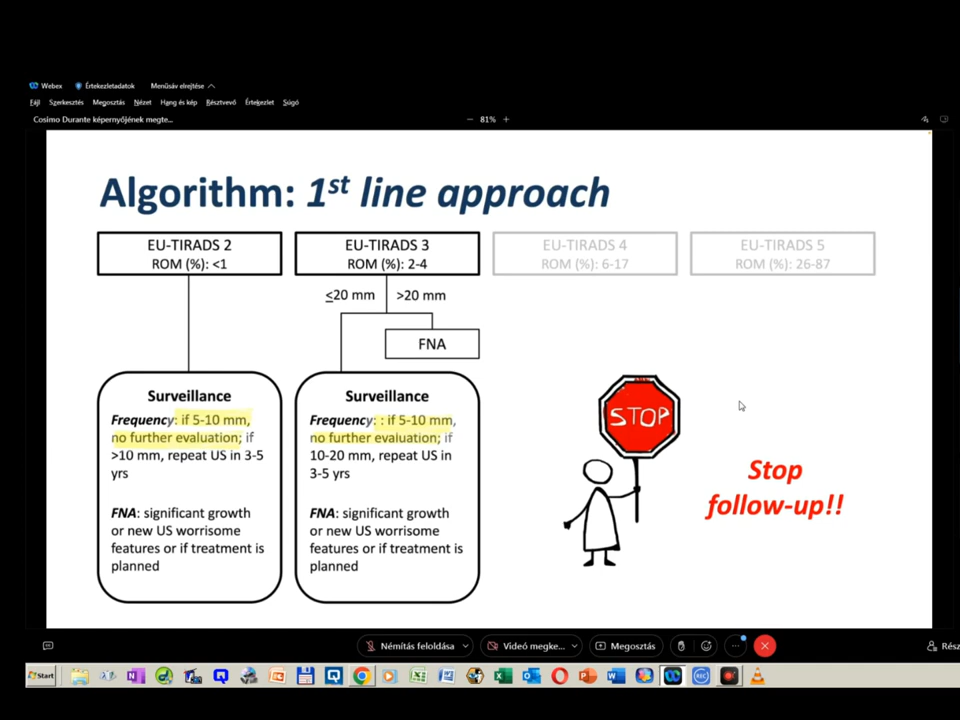 Webex Értekezletadatok Menüsáv elrejtése
Fájl Szerkesztés Megosztás Nézet Hang és kép Résztvevő Értekezlet Súgó
Cosimo Durante képernyőjének megte...
81%
Algorithm: 1st line approach
EU-TIRADS 2
ROM (%): <1
EU-TIRADS 3
ROM (%): 2-4
EU-TIRADS 4
ROM (%): 6-17
EU-TIRADS 5
ROM (%): 26-87
≤20 mm >20 mm
FNA
Surveillance
Frequency: if 5-10 mm,
no further evaluation; if
>10 mm, repeat US in 3-5
yrs
FNA: significant growth
or new US worrisome
features or if treatment is
planned
Surveillance
Frequency: : if 5-10 mm,
no further evaluation; if
10-20 mm, repeat US in
3-5 yrs
FNA: significant growth
or new US worrisome
features or if treatment is
planned
STOP
Stop
follow-up!!
Némítás feloldása Videó megke... Megosztás
Rész
Start
REC